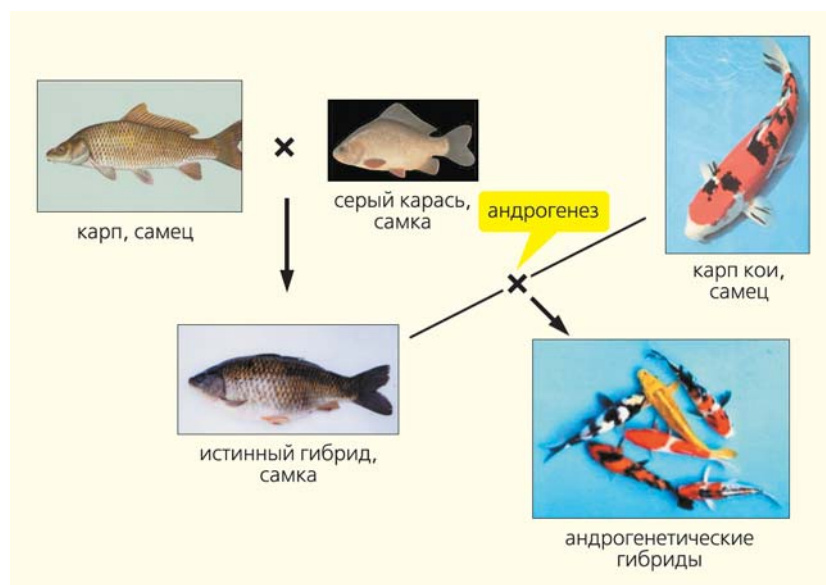 карп, самец
серый карась,
самка
андрогенез
карп кои,
самец
истинный гибрид,
самка
андрогенетические
гибриды